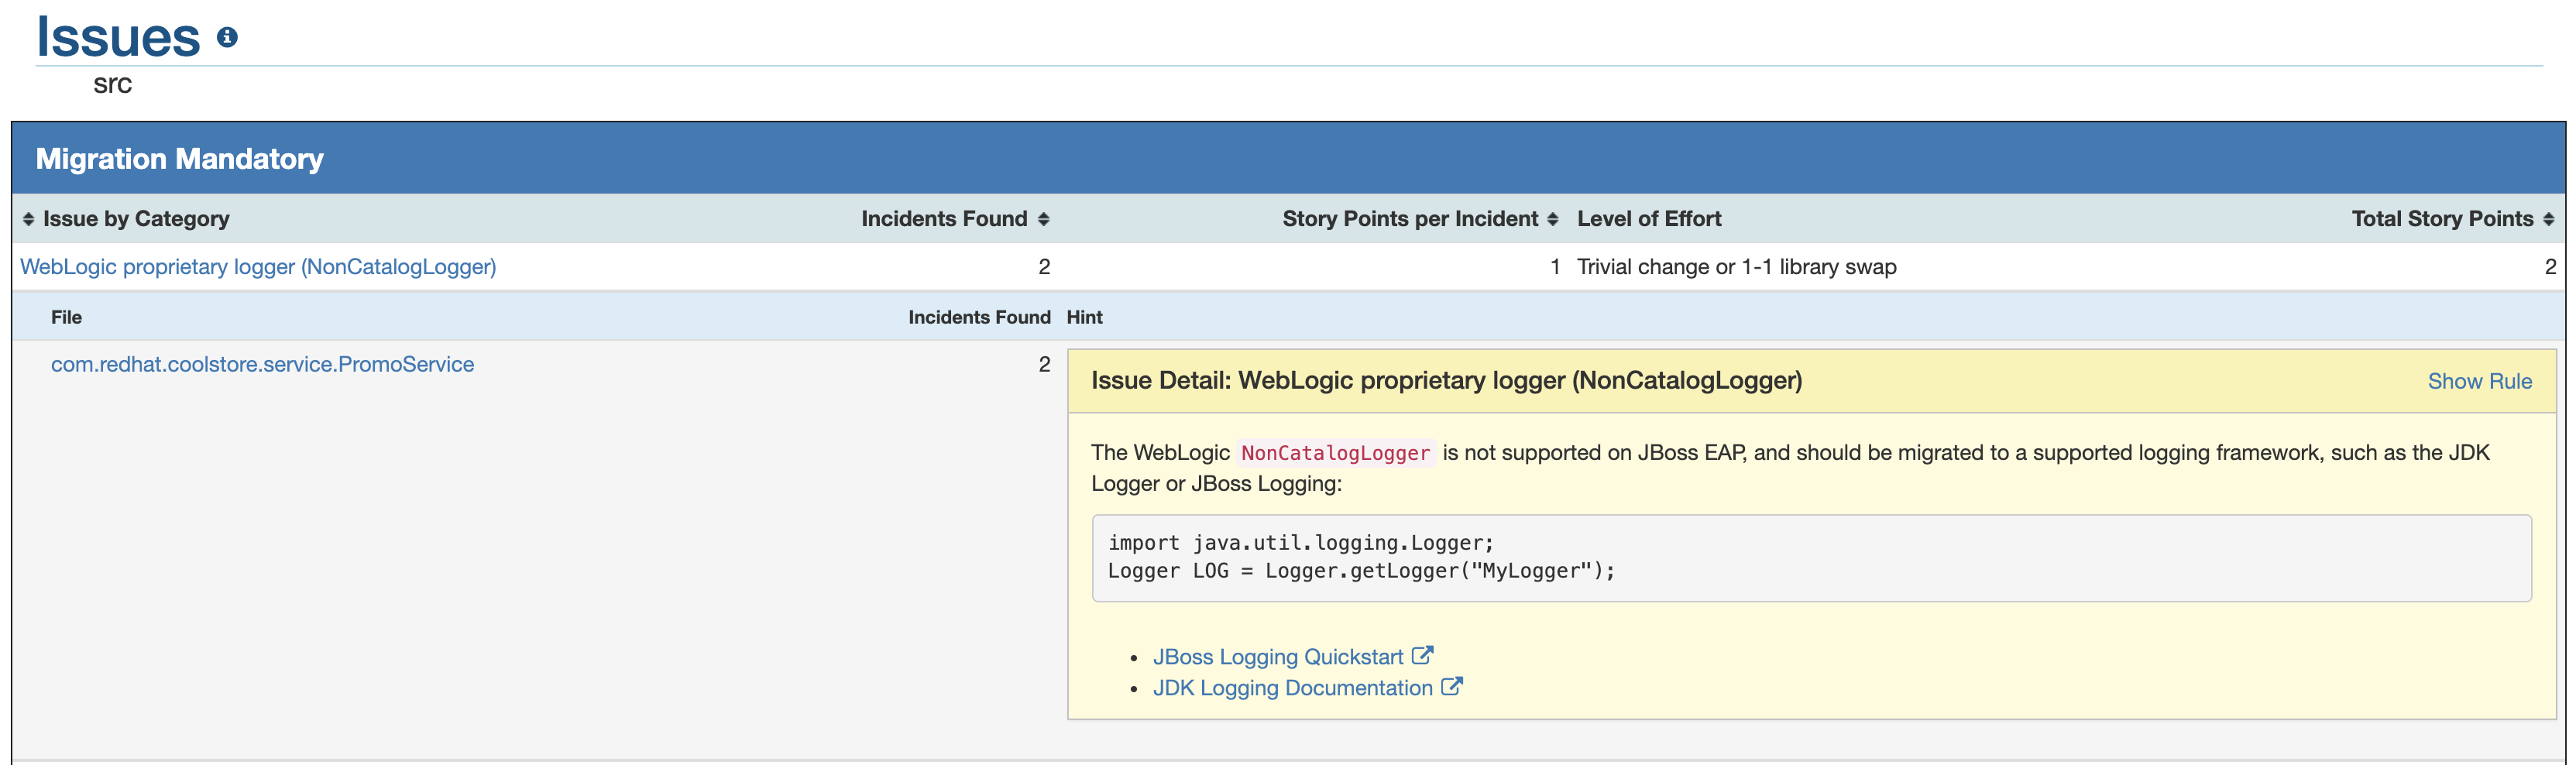 Issues
src
Migration Mandatory
Issue by Category Incidents Found Story Points per Incident Level of Effort Total Story Points
WebLogic proprietary logger (NonCatalogLogger) 2 1 Trivial change or 1-1 library swap 2
File Incidents Found Hint
com.redhat.coolstore.service.PromoService 2
Issue Detail: WebLogic proprietary logger (NonCatalogLogger) Show Rule
The WebLogic NonCatalogLogger is not supported on JBoss EAP, and should be migrated to a supported logging framework, such as the JDK
Logger or JBoss Logging:
import java.util.logging.Logger;
Logger LOG = Logger.getLogger("MyLogger");
• JBoss Logging Quickstart
• JDK Logging Documentation